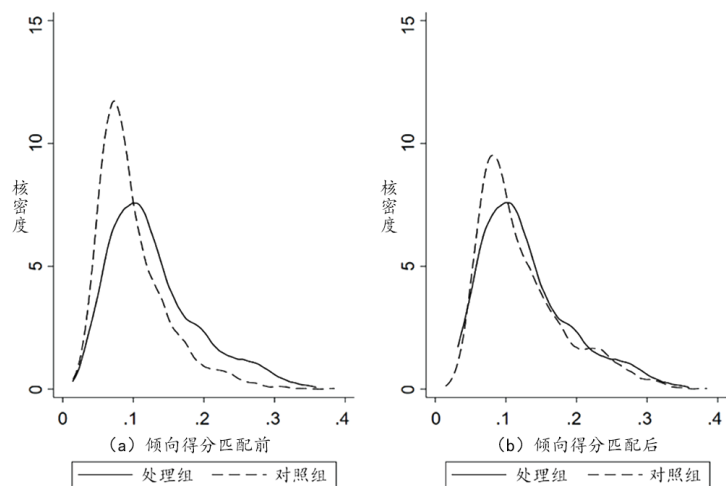 15
10
5
0
核密度
0
.1
.2
.3
.4
(a) 倾向得分匹配前
处理组
对照组
15
10
5
0
核密度
0
.1
.2
.3
.4
(b) 倾向得分匹配后
处理组
对照组